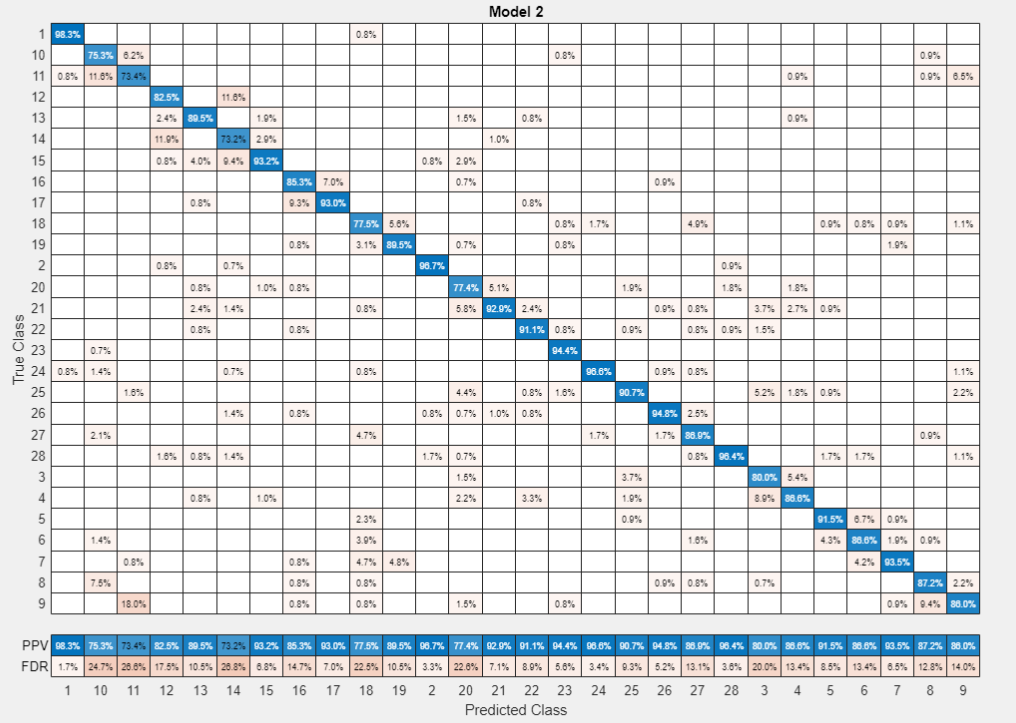 Model 2
1 98.3% 0.8%
10 75.3% 6.2% 0.8% 0.9%
11 0.8% 11.6% 73.4% 0.9% 0.9% 6.5%
12 82.5% 11.6%
13 2.4% 89.5% 1.9% 1.5% 0.8% 0.9%
14 11.9% 73.2% 2.9% 1.0%
15 0.8% 4.0% 9.4% 93.2% 0.8% 2.9%
16 85.3% 7.0% 0.7% 0.9%
17 0.8% 9.3% 93.0% 0.8%
18 77.5% 5.6% 0.8% 1.7% 4.9% 0.9% 0.8% 0.9% 1.1%
19 0.8% 3.1% 89.5% 0.7% 0.8% 1.9%
2 0.8% 0.7% 96.7% 0.9%
20 0.8% 1.0% 0.8% 77.4% 5.1% 1.9% 1.8% 1.8%
21 2.4% 1.4% 0.8% 5.8% 92.9% 2.4% 0.9% 0.8% 3.7% 2.7% 0.9%
22 0.8% 0.8% 91.1% 0.8% 0.9% 0.8% 0.9% 1.5%
23 0.7% 94.4%
24 0.8% 1.4% 0.7% 0.8% 96.6% 0.9% 0.8% 1.1%
25 1.6% 4.4% 0.8% 1.6% 90.7% 5.2% 1.8% 0.9% 2.2%
26 1.4% 0.8% 0.8% 0.7% 1.0% 0.8% 94.8% 2.5%
27 2.1% 4.7% 1.7% 1.7% 86.9% 0.9%
28 1.6% 0.8% 1.4% 1.7% 0.7% 0.8% 96.4% 1.7% 1.7% 1.1%
3 1.5% 3.7% 80.0% 5.4%
4 0.8% 1.0% 2.2% 3.3% 1.9% 8.9% 86.6%
5 2.3% 0.9% 91.5% 6.7% 0.9%
6 1.4% 3.9% 1.6% 4.3% 86.6% 1.9% 0.9%
7 0.8% 0.8% 4.7% 4.8% 4.2% 93.5%
8 7.5% 0.8% 0.8% 0.9% 0.8% 0.7% 87.2% 2.2%
9 18.0% 0.8% 0.8% 1.5% 0.8% 0.9% 9.4% 86.0%
True Class
PPV 98.3% 75.3% 73.4% 82.5% 89.5% 73.2% 93.2% 85.3% 93.0% 77.5% 89.5% 96.7% 77.4% 92.9% 91.1% 94.4% 96.6% 90.7% 94.8% 86.9% 96.4% 80.0% 86.6% 91.5% 86.6% 93.5% 87.2% 86.0%
FDR 1.7% 24.7% 26.6% 17.5% 10.5% 26.8% 6.8% 14.7% 7.0% 22.5% 10.5% 3.3% 22.6% 7.1% 8.9% 5.6% 3.4% 9.3% 5.2% 13.1% 3.6% 20.0% 13.4% 8.5% 13.4% 6.5% 12.8% 14.0%
1 10 11 12 13 14 15 16 17 18 19 2 20 21 22 23 24 25 26 27 28 3 4 5 6 7 8 9
Predicted Class